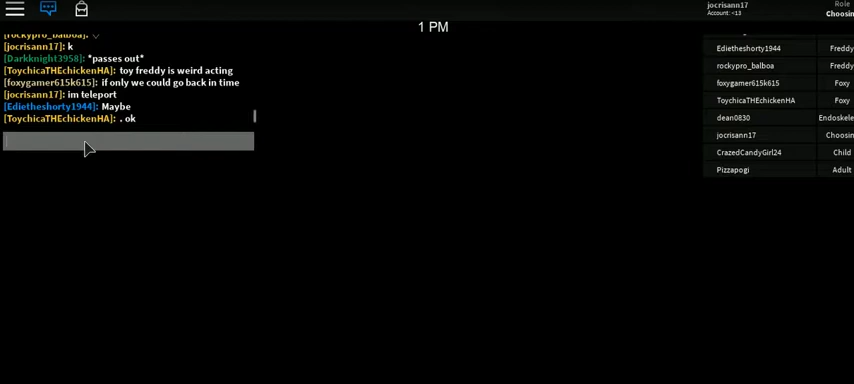 jocrisann17
Account: <13
Role
Choosin
1 PM
[rockypro_balboa]: v
[jocrisann17]: k
[Darkknight3958]: *passes out*
[ToychicaTHEchickenHA]: toy freddy is weird acting
[foxygamer615k615]: if only we could go back in time
[jocrisann17]: im teleport
[Edietheshorty1944]: Maybe
[ToychicaTHEchickenHA]: . ok
Edietheshorty1944 Freddy
rockypro_balboa Freddy
foxygamer615k615 Foxy
ToychicaTHEchickenHA Foxy
dean0830 Endoskele
jocrisann17 Choosin
CrazedCandyGirl24 Child
Pizzapogi Adult